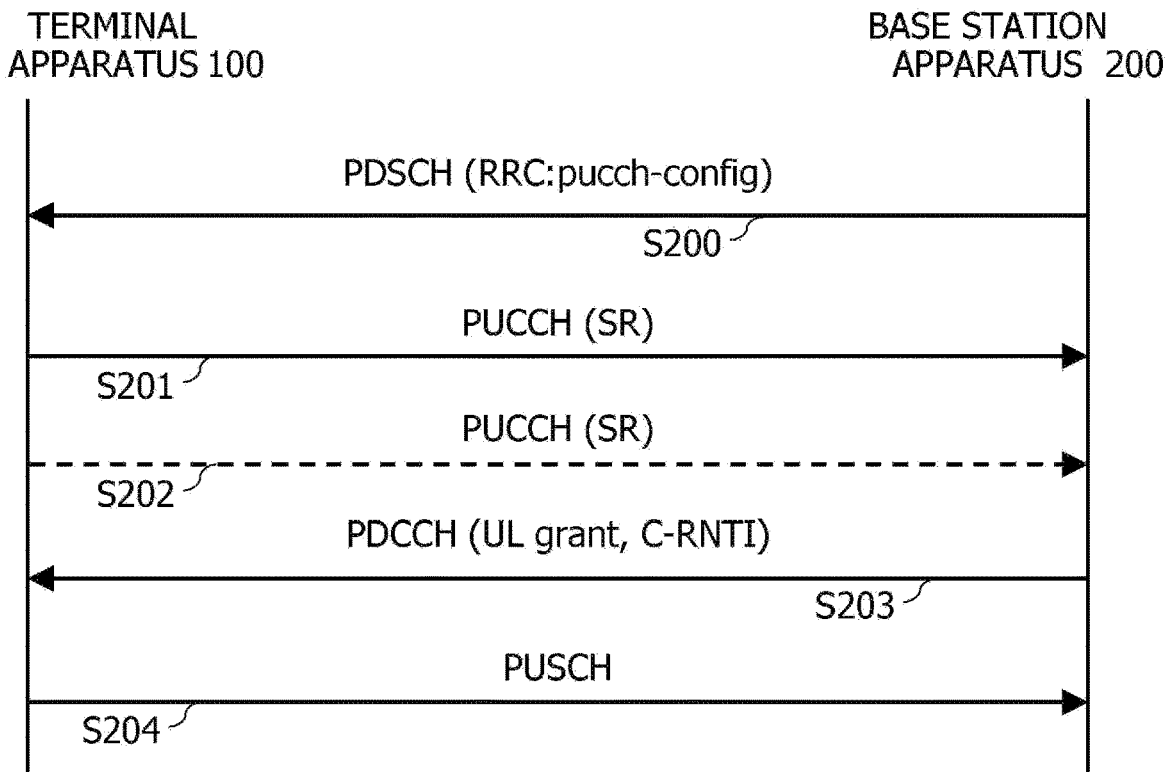 TERMINAL
APPARATUS 100
BASE STATION
APPARATUS 200
PDSCH (RRC:pucch-config)
S200
PUCCH (SR)
S201
PUCCH (SR)
S202
PDCCH (UL grant, C-RNTI)
S203
PUSCH
S204